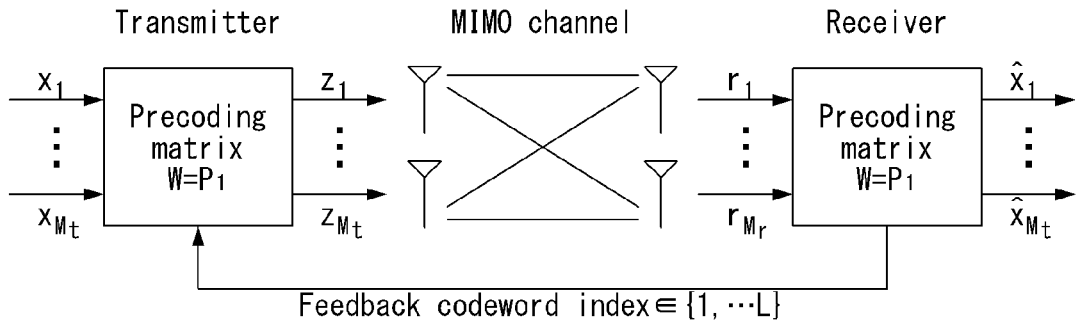 Transmitter
MIMO channel
Receiver
x1
z1
r1
x̂1
Precoding
matrix
W=P1
Precoding
matrix
W=P1
xMt
zMt
rMr
x̂Mt
Feedback codeword index∈{1, ⋯L}